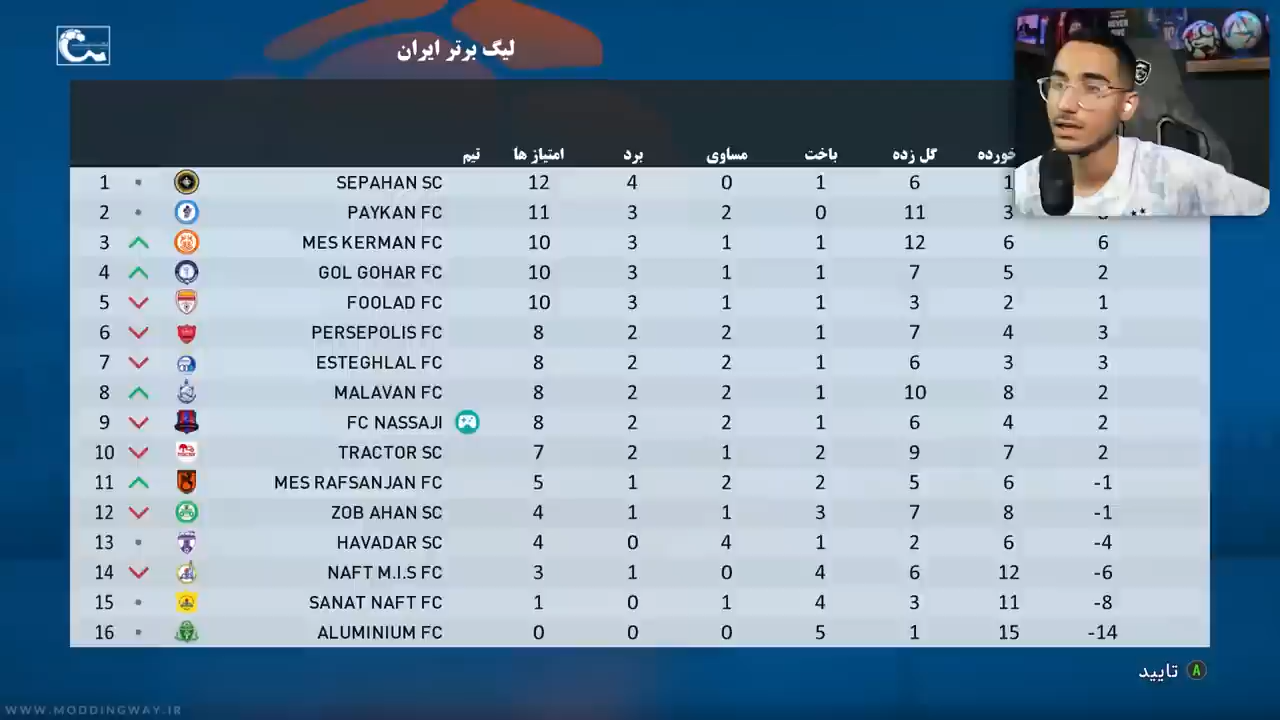 لیگ برتر ایران
تیم امتیاز ها برد مساوی باخت گل زده خورده
1 SEPAHAN SC 12 4 0 1 6 1
2 PAYKAN FC 11 3 2 0 11 3
3 MES KERMAN FC 10 3 1 1 12 6 6
4 GOL GOHAR FC 10 3 1 1 7 5 2
5 FOOLAD FC 10 3 1 1 3 2 1
6 PERSEPOLIS FC 8 2 2 1 7 4 3
7 ESTEGHLAL FC 8 2 2 1 6 3 3
8 MALAVAN FC 8 2 2 1 10 8 2
9 FC NASSAJI 8 2 2 1 6 4 2
10 TRACTOR SC 7 2 1 2 9 7 2
11 MES RAFSANJAN FC 5 1 2 2 5 6 -1
12 ZOB AHAN SC 4 1 1 3 7 8 -1
13 HAVADAR SC 4 0 4 1 2 6 -4
14 NAFT M.I.S FC 3 1 0 4 6 12 -6
15 SANAT NAFT FC 1 0 1 4 3 11 -8
16 ALUMINIUM FC 0 0 0 5 1 15 -14
تایید A
WWW.MODDINGWAY.IR